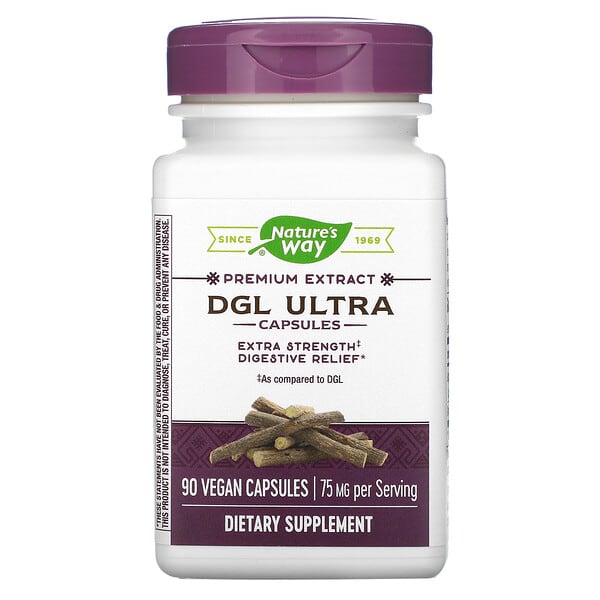 SINCE Nature's Way® 1969
PREMIUM EXTRACT
DGL ULTRA
CAPSULES
EXTRA STRENGTH‡
DIGESTIVE RELIEF*
‡As compared to DGL
90 VEGAN CAPSULES | 75 MG per Serving
DIETARY SUPPLEMENT
*THESE STATEMENTS HAVE NOT BEEN EVALUATED BY THE FOOD & DRUG ADMINISTRATION.
THIS PRODUCT IS NOT INTENDED TO DIAGNOSE, TREAT, CURE, OR PREVENT ANY DISEASE.